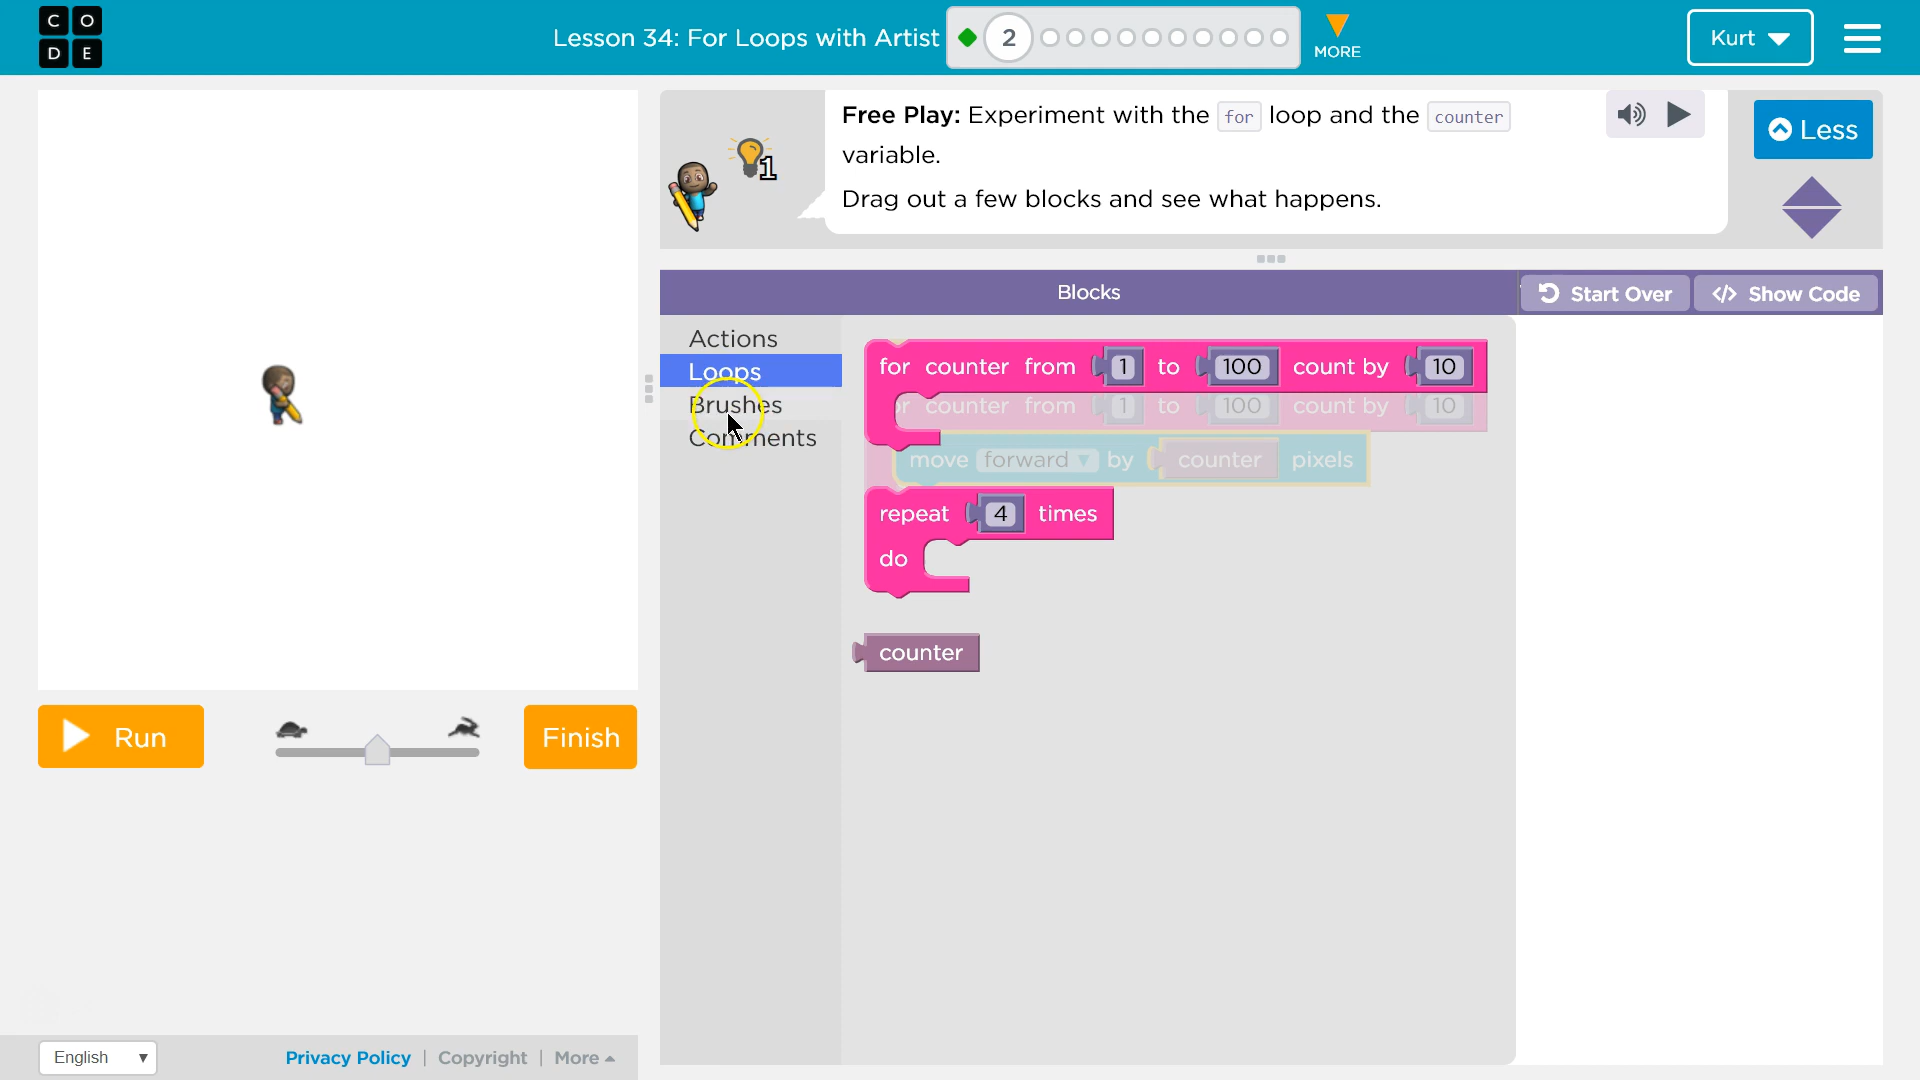 C O
D E
Lesson 34: For Loops with Artist
2
MORE
Kurt
1
Free Play: Experiment with the for loop and the counter
variable.
Drag out a few blocks and see what happens.
Less
Blocks
Start Over
Show Code
Actions
Loops
Brushes
Comments
for counter from 1 to 100 count by 10
or counter from 1 to 100 count by 10
move forward by counter pixels
repeat 4 times
do
counter
Run
Finish
English
Privacy Policy | Copyright | More